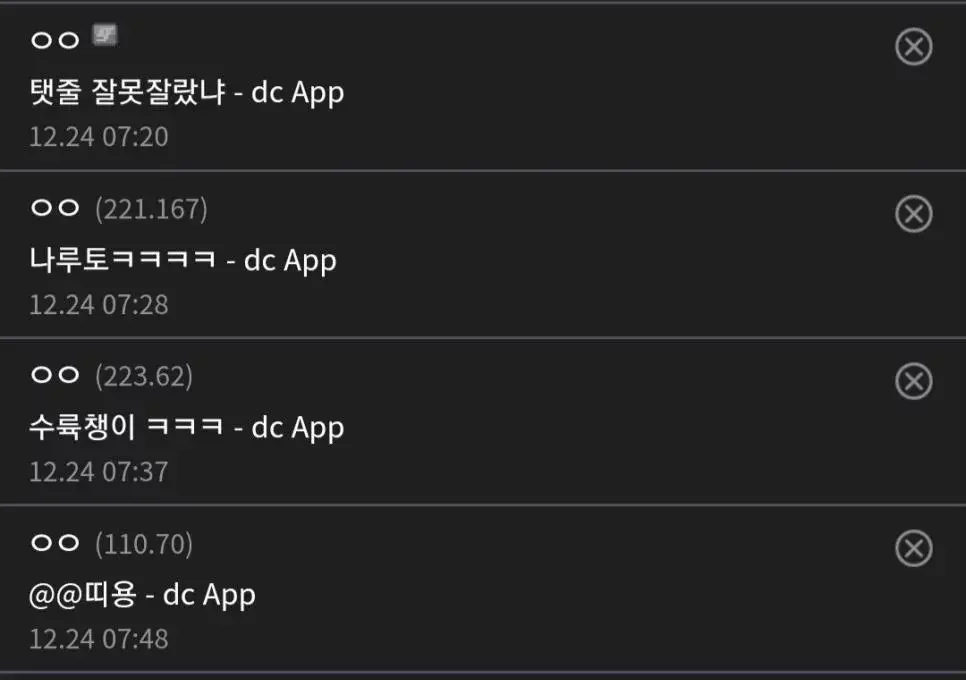 ㅇㅇ
탯줄 잘못잘랐냐 - dc App
12.24 07:20
ㅇㅇ (221.167)
나루토ㅋㅋㅋㅋ - dc App
12.24 07:28
ㅇㅇ (223.62)
수륙챙이 ㅋㅋㅋ - dc App
12.24 07:37
ㅇㅇ (110.70)
@@띠용 - dc App
12.24 07:48